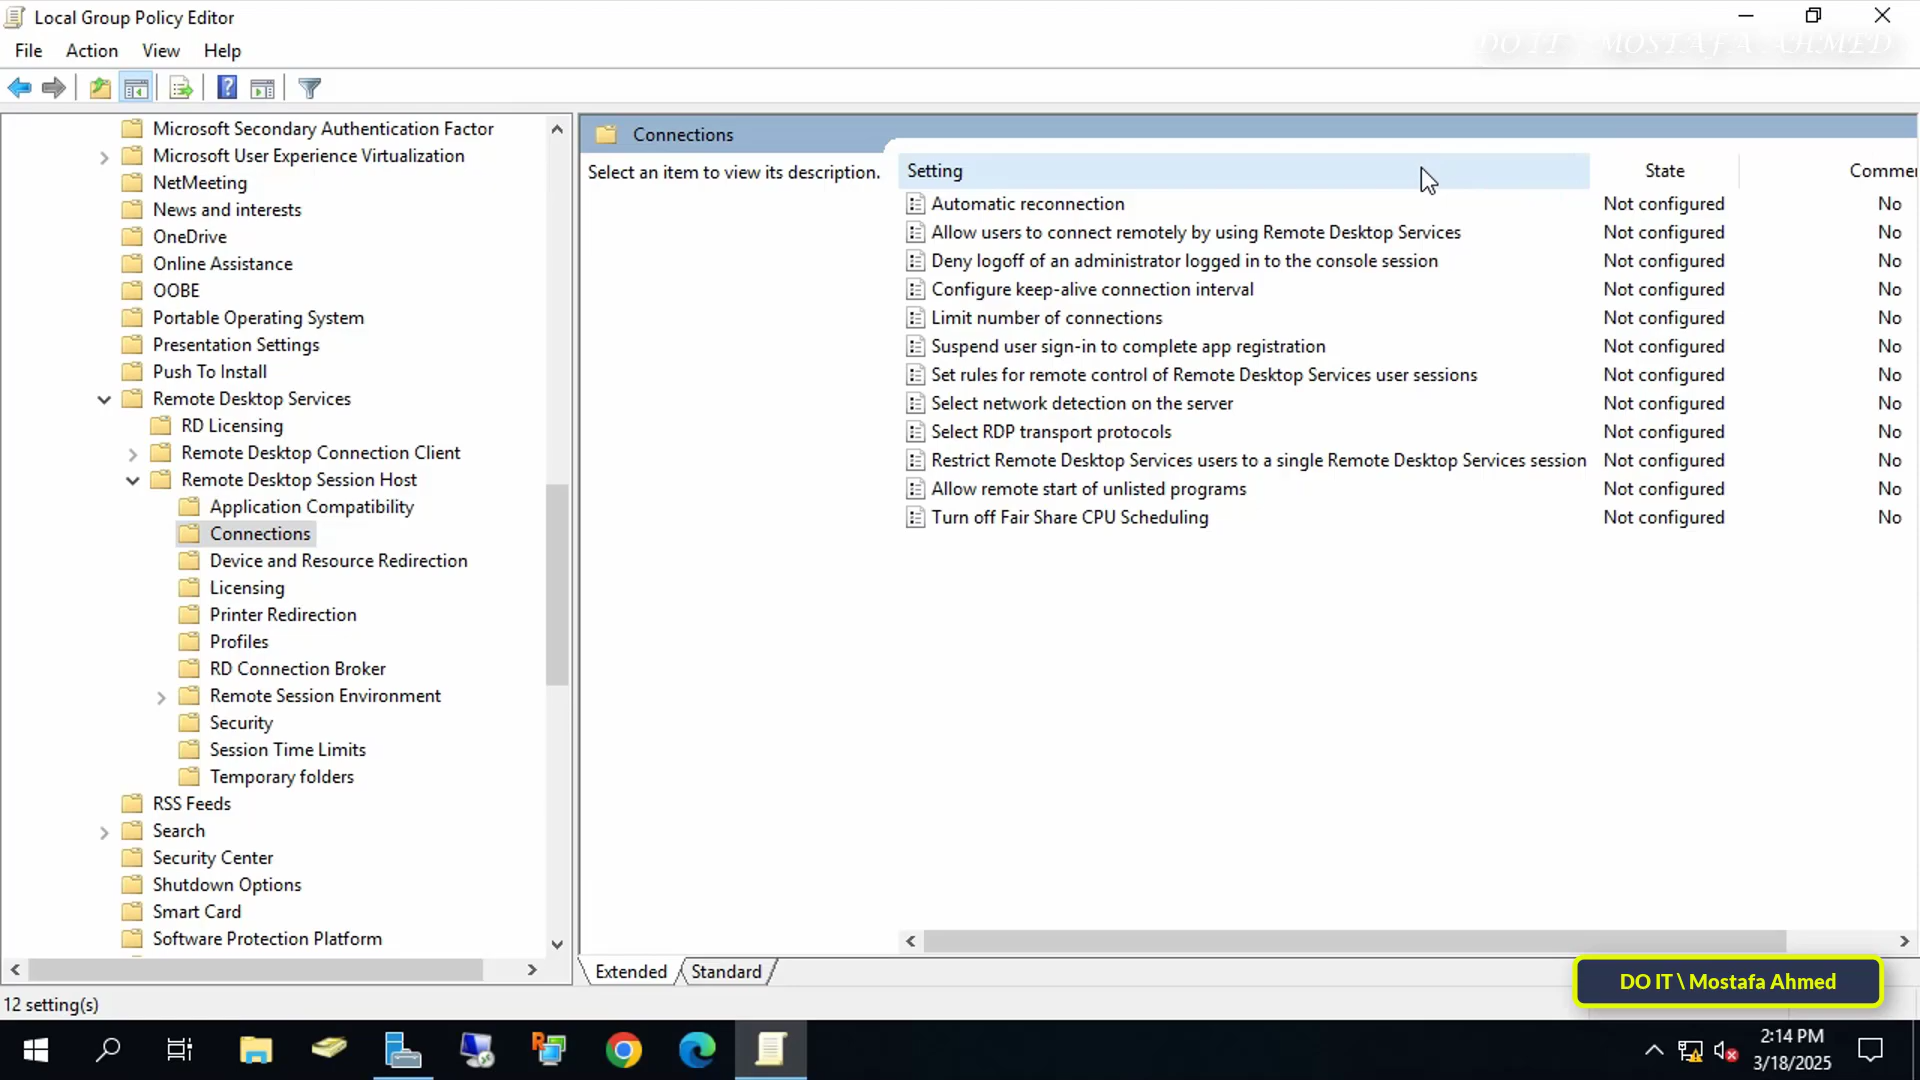 Local Group Policy Editor
File Action View Help
DO IT \ MOSTAFA AHMED
Microsoft Secondary Authentication Factor
Microsoft User Experience Virtualization
NetMeeting
News and interests
OneDrive
Online Assistance
OOBE
Portable Operating System
Presentation Settings
Push To Install
Remote Desktop Services
RD Licensing
Remote Desktop Connection Client
Remote Desktop Session Host
Application Compatibility
Connections
Device and Resource Redirection
Licensing
Printer Redirection
Profiles
RD Connection Broker
Remote Session Environment
Security
Session Time Limits
Temporary folders
RSS Feeds
Search
Security Center
Shutdown Options
Smart Card
Software Protection Platform
Connections
Select an item to view its description.
Setting State Commer
Automatic reconnection Not configured No
Allow users to connect remotely by using Remote Desktop Services Not configured No
Deny logoff of an administrator logged in to the console session Not configured No
Configure keep-alive connection interval Not configured No
Limit number of connections Not configured No
Suspend user sign-in to complete app registration Not configured No
Set rules for remote control of Remote Desktop Services user sessions Not configured No
Select network detection on the server Not configured No
Select RDP transport protocols Not configured No
Restrict Remote Desktop Services users to a single Remote Desktop Services session Not configured No
Allow remote start of unlisted programs Not configured No
Turn off Fair Share CPU Scheduling Not configured No
Extended Standard
DO IT \ Mostafa Ahmed
12 setting(s)
2:14 PM
3/18/2025